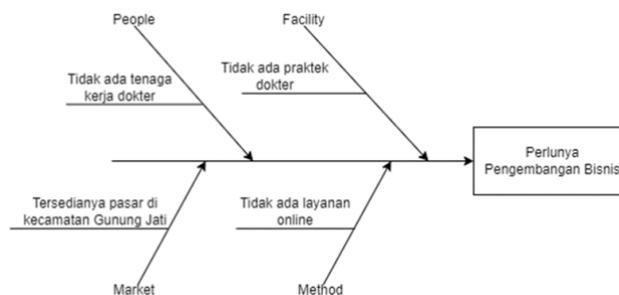 People
Facility
Tidak ada tenaga
kerja dokter
Tidak ada praktek
dokter
Perlunya
Pengembangan Bisnis
Tersedianya pasar di
kecamatan Gunung Jati
Tidak ada layanan
online
Market
Method